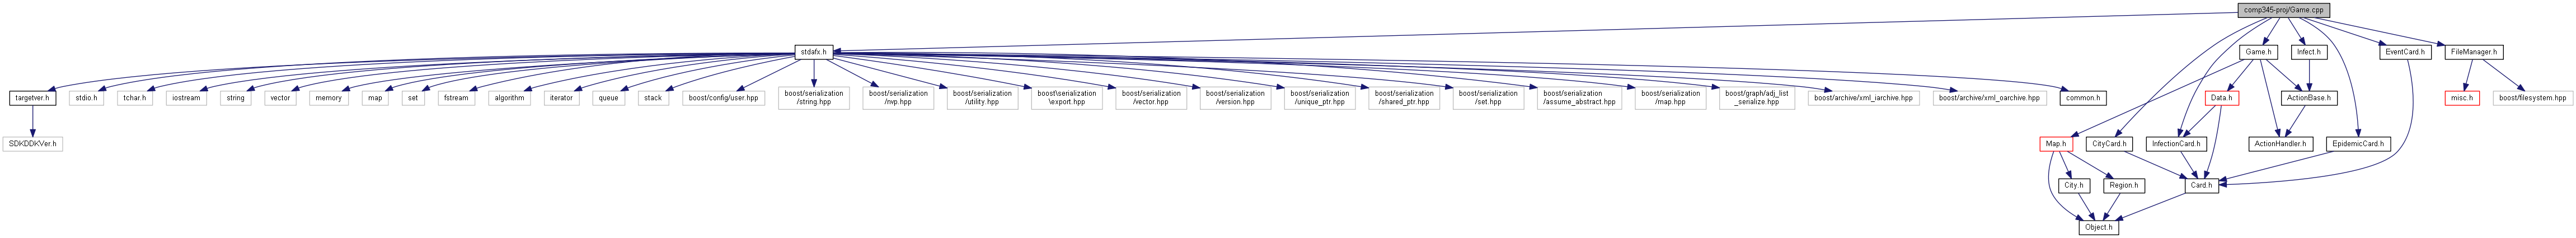 comp345-proj/Game.cpp
stdafx.h
Game.h
Infect.h
EventCard.h
FileManager.h
targetver.h
stdio.h
tchar.h
iostream
string
vector
memory
map
set
fstream
algorithm
iterator
queue
stack
boost/config/user.hpp
boost/serialization
/string.hpp
boost/serialization
/nvp.hpp
boost/serialization
/utility.hpp
boost\serialization
\export.hpp
boost/serialization
/vector.hpp
boost/serialization
/version.hpp
boost/serialization
/unique_ptr.hpp
boost/serialization
/shared_ptr.hpp
boost/serialization
/set.hpp
boost/serialization
/assume_abstract.hpp
boost/serialization
/map.hpp
boost/graph/adj_list
_serialize.hpp
boost/archive/xml_iarchive.hpp
boost/archive/xml_oarchive.hpp
common.h
Data.h
ActionBase.h
misc.h
boost/filesystem.hpp
SDKDDKVer.h
Map.h
CityCard.h
InfectionCard.h
ActionHandler.h
EpidemicCard.h
City.h
Region.h
Card.h
Object.h